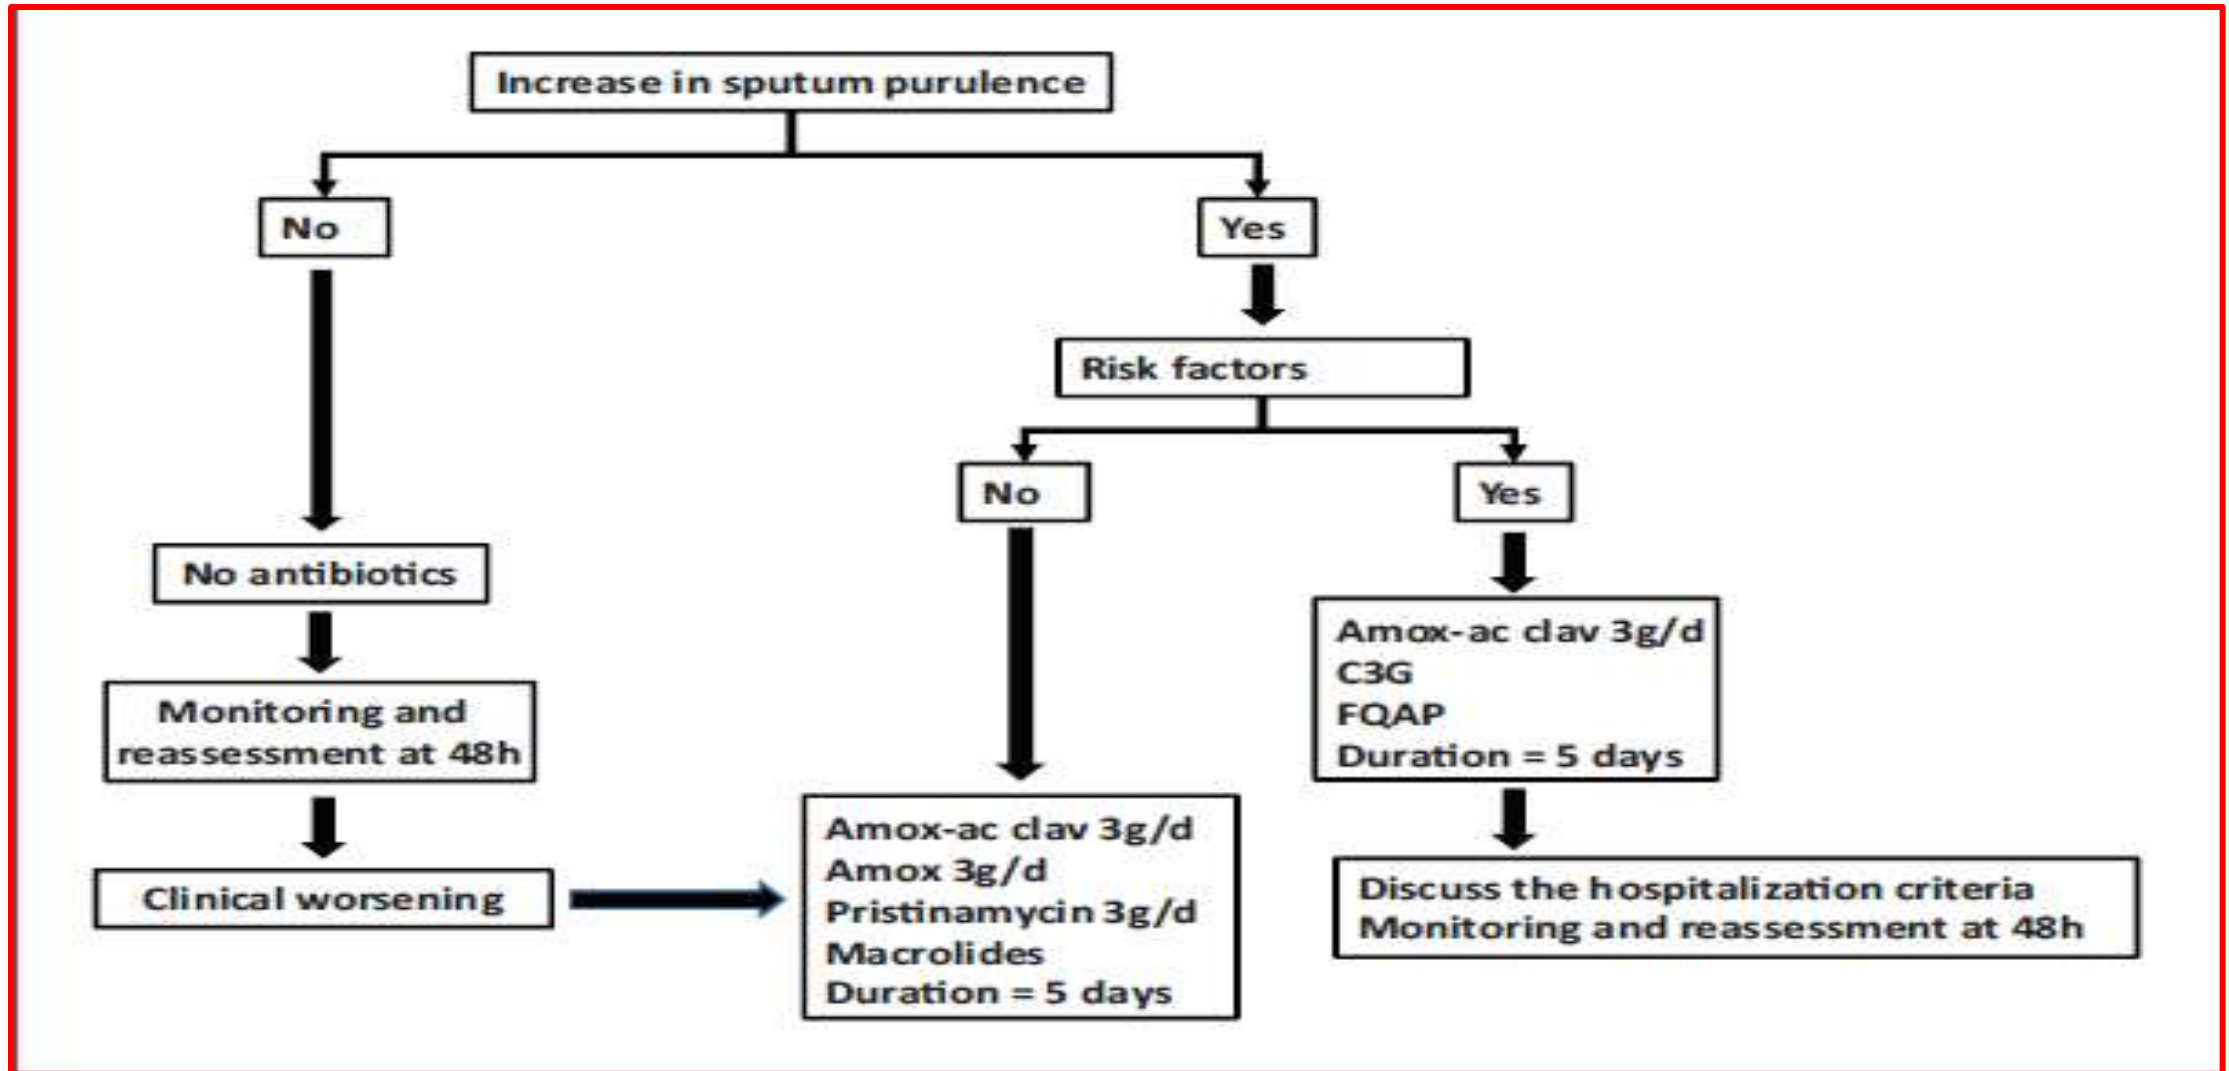 Increase in sputum purulence
No
Yes
Risk factors
No
Yes
No antibiotics
Monitoring and
reassessment at 48h
Clinical worsening
Amox-ac clav 3g/d
Amox 3g/d
Pristinamycin 3g/d
Macrolides
Duration = 5 days
Amox-ac clav 3g/d
C3G
FQAP
Duration = 5 days
Discuss the hospitalization criteria
Monitoring and reassessment at 48h